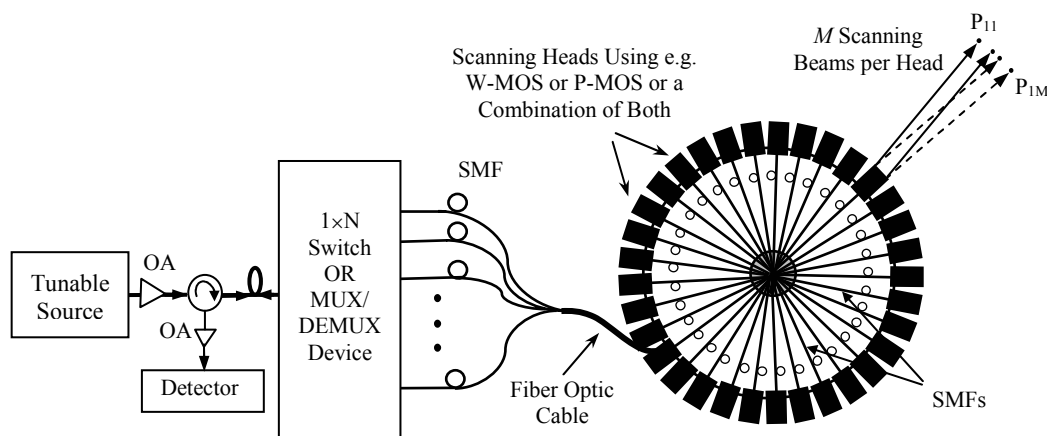 P11
M Scanning
Beams per Head
P1M
Scanning Heads Using e.g.
W-MOS or P-MOS or a
Combination of Both
SMF
1×N
Switch
OR
MUX/
DEMUX
Device
OA
Tunable
Source
OA
Detector
Fiber Optic
Cable
SMFs